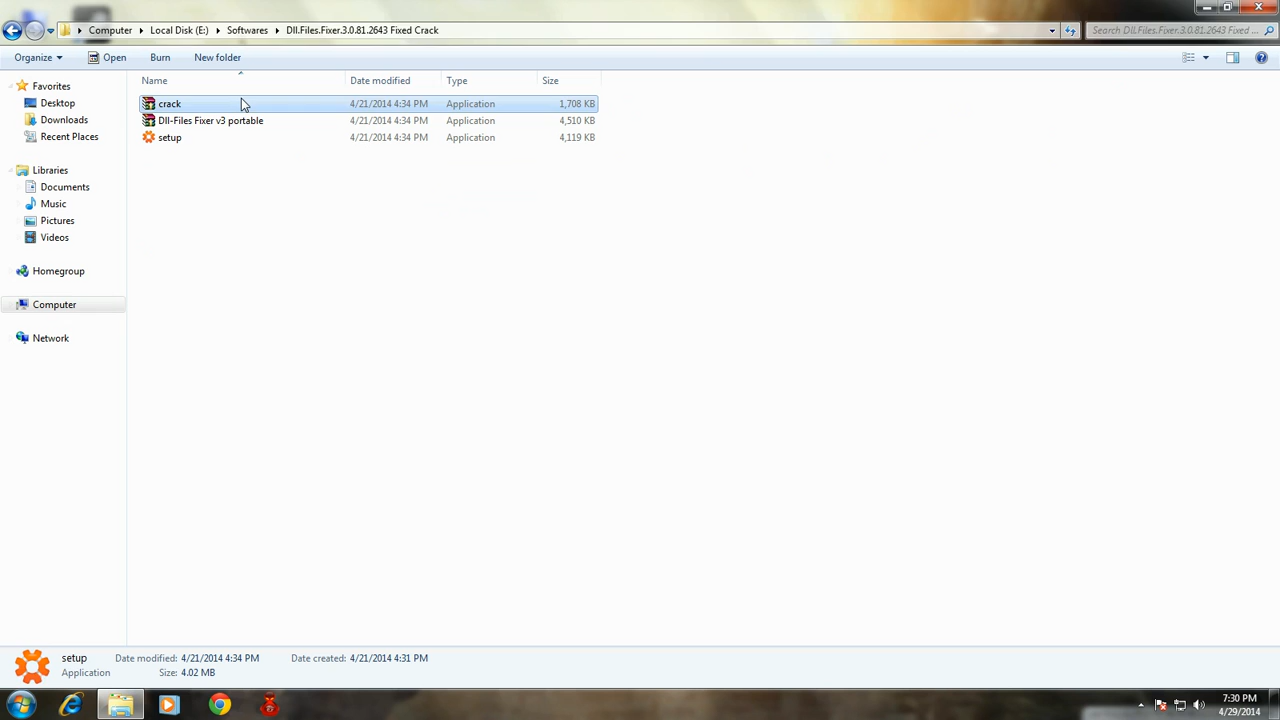 Computer Local Disk (E:) Softwares Dll.Files.Fixer.3.0.81.2643 Fixed Crack Search Dll.Files.Fixer.3.0.81.2643 Fixed ...
Organize Open Burn New folder
Name Date modified Type Size
Favorites
Desktop
Downloads
Recent Places
Libraries
Documents
Music
Pictures
Videos
Homegroup
Computer
Network
crack 4/21/2014 4:34 PM Application 1,708 KB
Dll-Files Fixer v3 portable 4/21/2014 4:34 PM Application 4,510 KB
setup 4/21/2014 4:34 PM Application 4,119 KB
setup Date modified: 4/21/2014 4:34 PM Date created: 4/21/2014 4:31 PM
Application Size: 4.02 MB
7:30 PM
4/29/2014